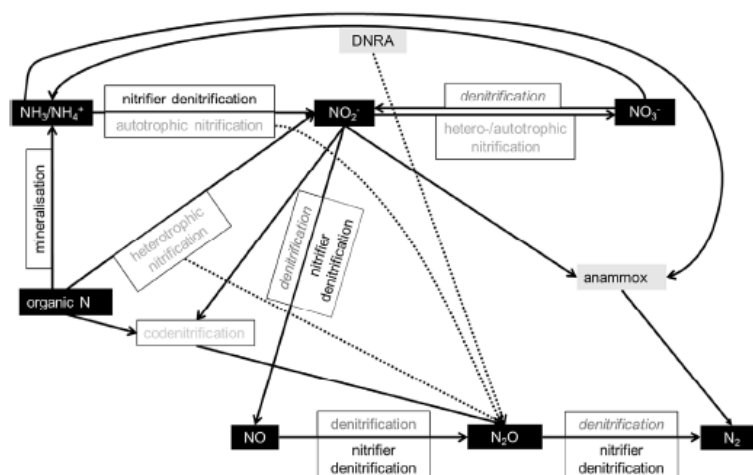 DNRA
NH₃/NH₄⁺
nitrifier denitrification
autotrophic nitrification
NO₂⁻
denitrification
hetero-/autotrophic
nitrification
NO₃⁻
mineralisation
heterotrophic
nitrification
denitrification
nitrifier
denitrification
anammox
organic N
codenitrification
NO
denitrification
nitrifier
denitrification
N₂O
denitrification
nitrifier
denitrification
N₂